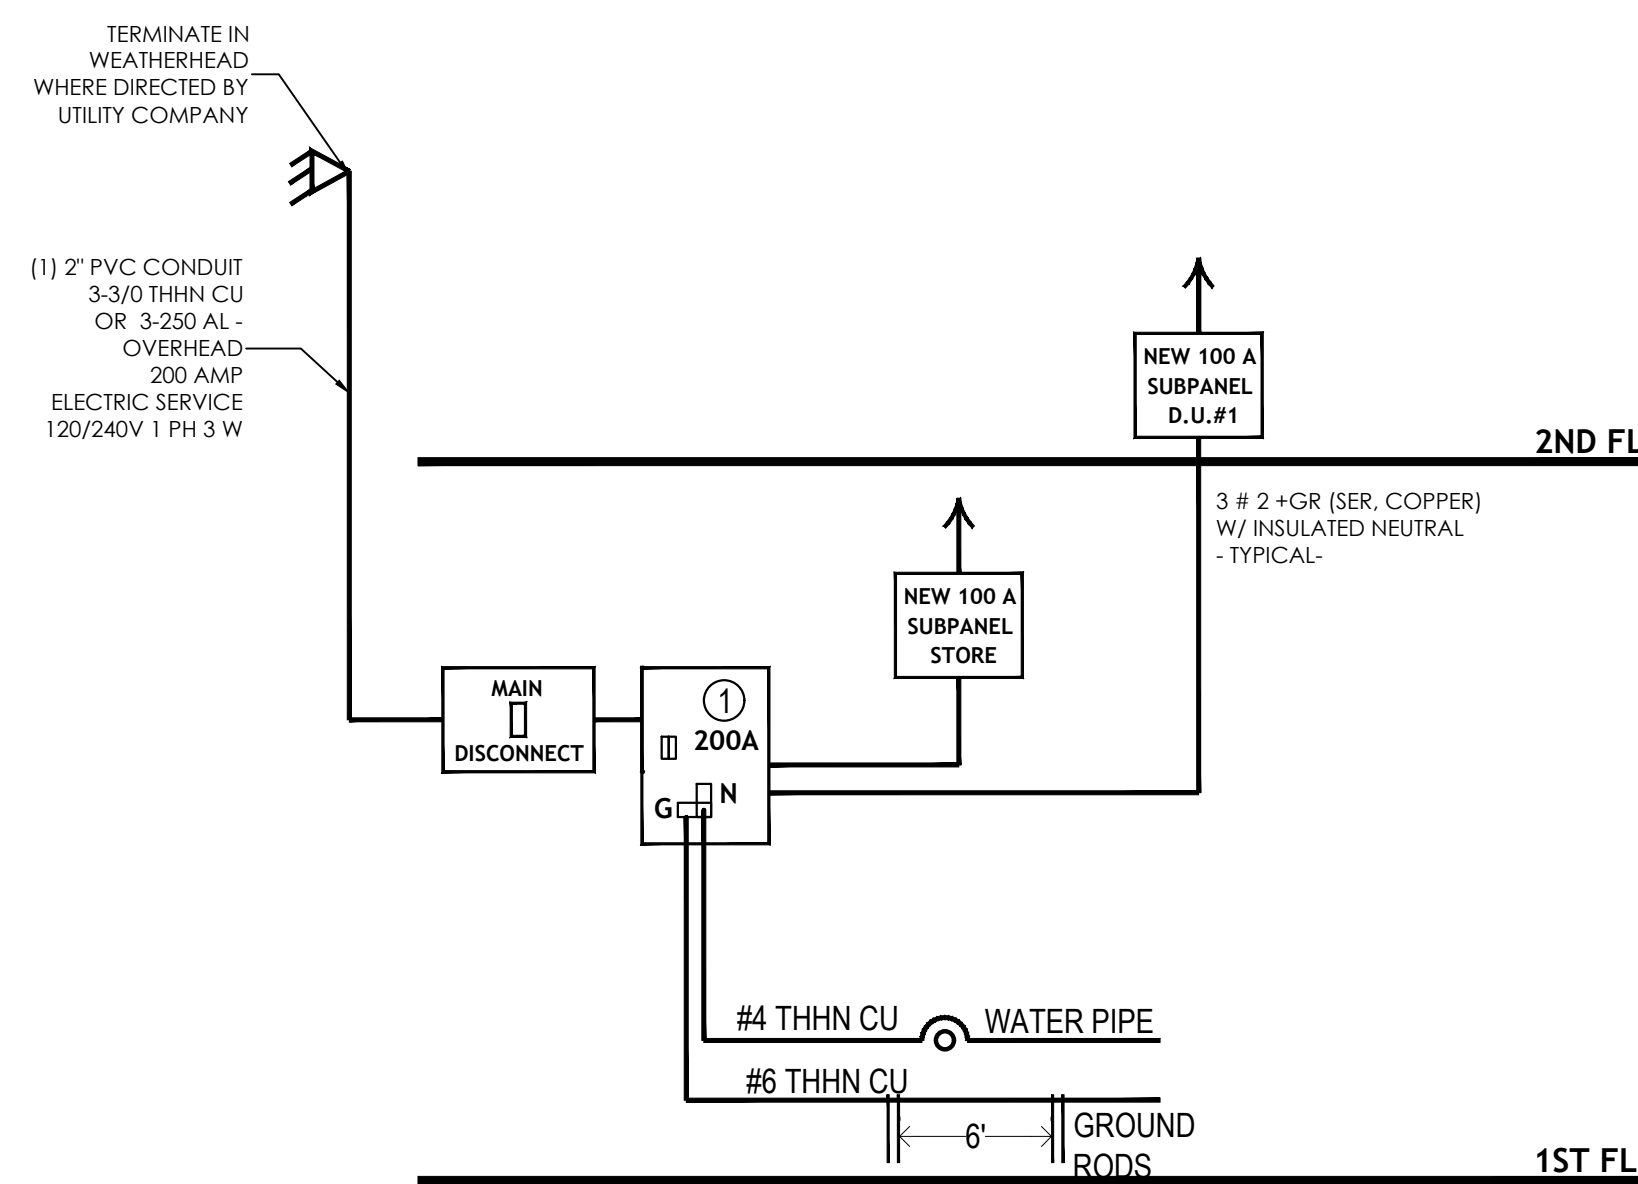 TERMINATE IN
WEATHERHEAD
WHERE DIRECTED BY
UTILITY COMPANY
(1) 2" PVC CONDUIT
3-3/0 THHN CU
OR 3-250 AL -
OVERHEAD
200 AMP
ELECTRIC SERVICE
120/240V 1 PH 3 W
NEW 100 A
SUBPANEL
D.U.#1
2ND FL
3 # 2 +GR (SER, COPPER)
W/ INSULATED NEUTRAL
- TYPICAL-
NEW 100 A
SUBPANEL
STORE
MAIN
DISCONNECT
1
200A
N
G
#4 THHN CU
WATER PIPE
#6 THHN CU
6'
GROUND
RODS
1ST FL